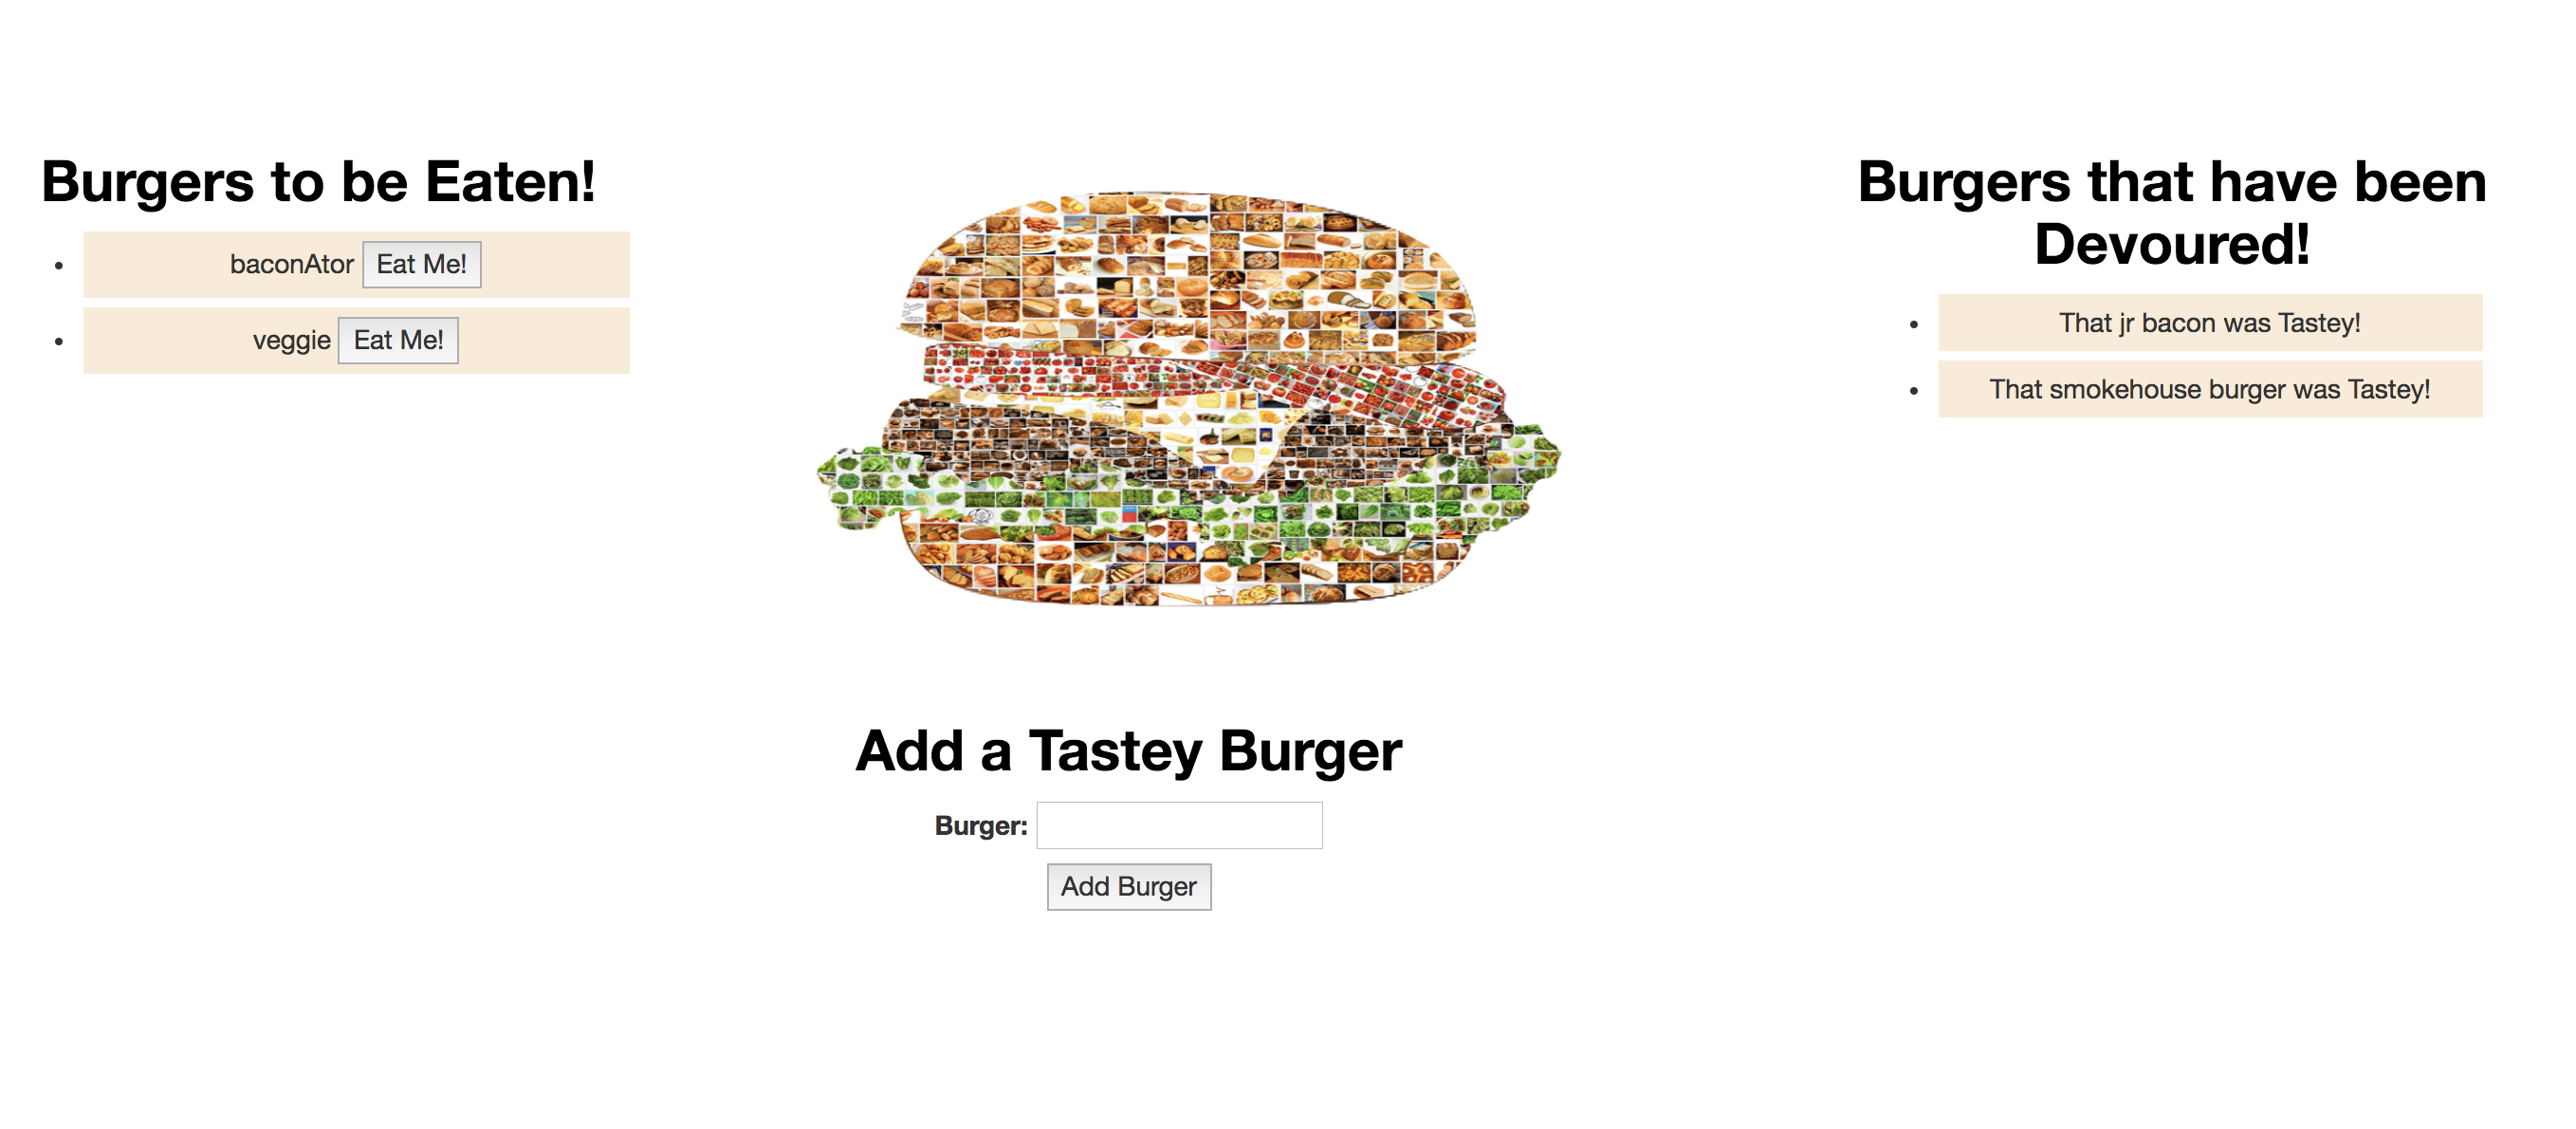 Burgers to be Eaten!
baconAtor Eat Me!
veggie Eat Me!
Burgers that have been
Devoured!
That jr bacon was Tastey!
That smokehouse burger was Tastey!
Add a Tastey Burger
Burger:
Add Burger